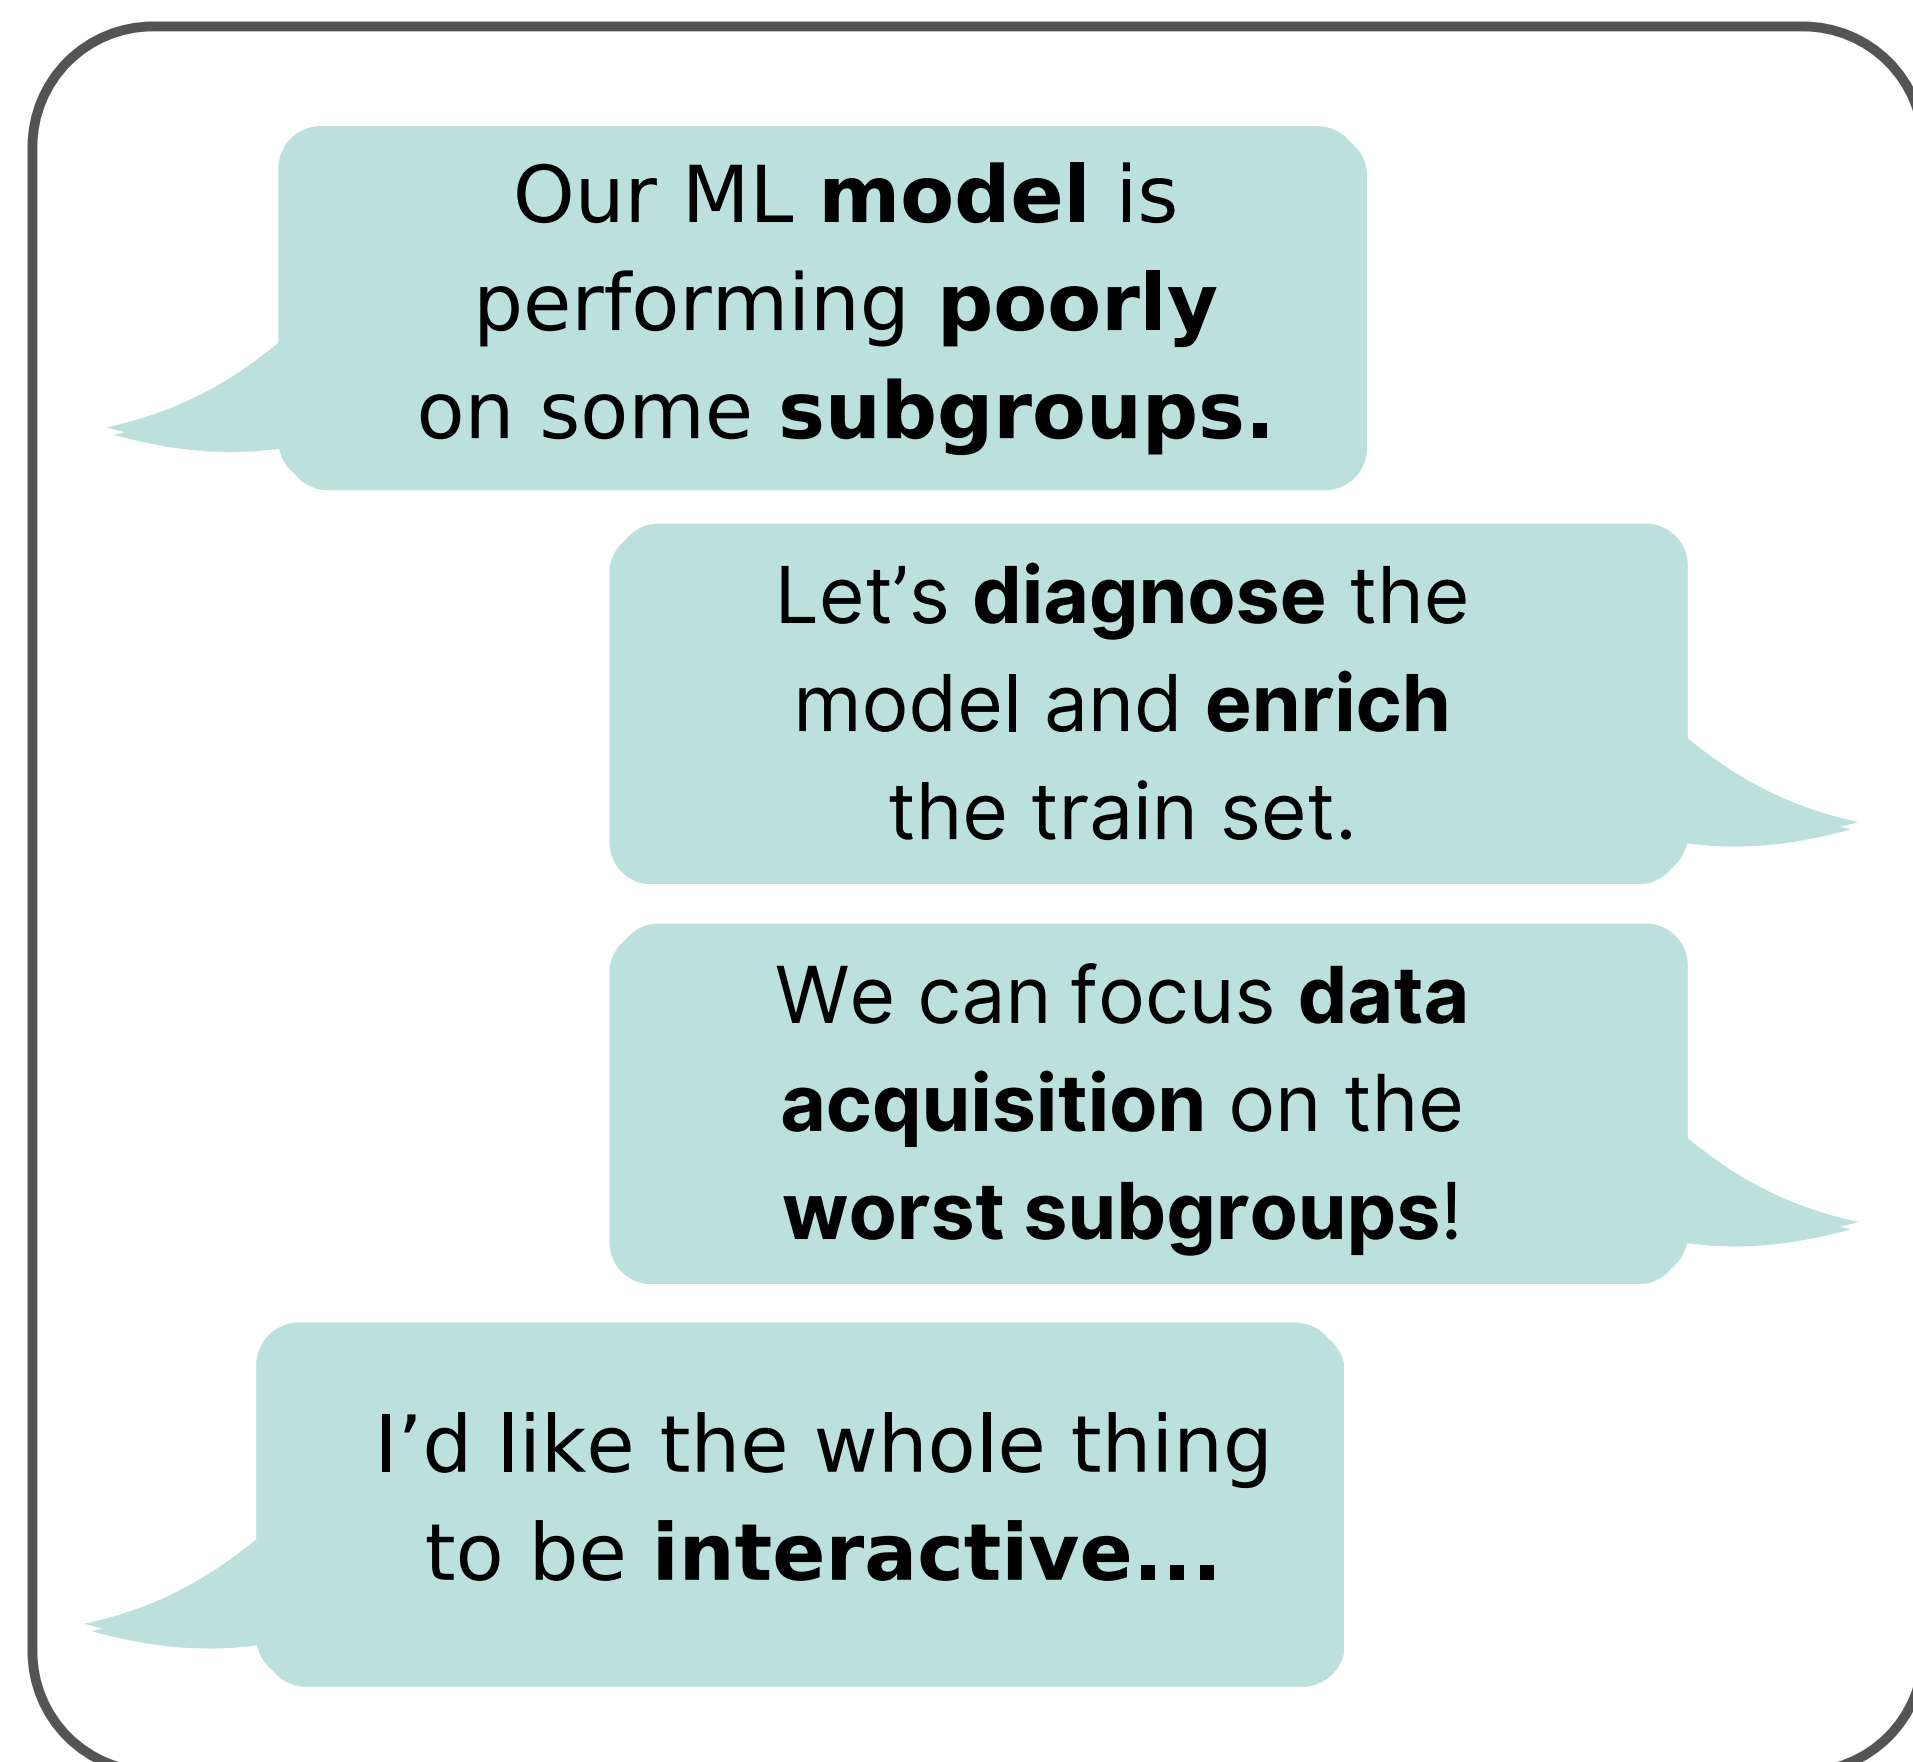 Our ML model is
performing poorly
on some subgroups.
Let’s diagnose the
model and enrich
the train set.
We can focus data
acquisition on the
worst subgroups!
I’d like the whole thing
to be interactive...